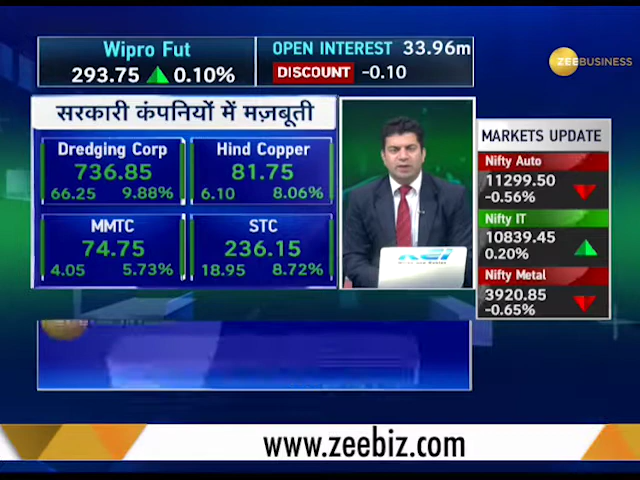 Wipro Fut
293.75 0.10%
OPEN INTEREST 33.96m
DISCOUNT -0.10
ZEEBUSINESS
सरकारी कंपनियों में मज़बूती
Dredging Corp
736.85
66.25 9.88%
Hind Copper
81.75
6.10 8.06%
MMTC
74.75
4.05 5.73%
STC
236.15
18.95 8.72%
MARKETS UPDATE
Nifty Auto
11299.50
-0.56%
Nifty IT
10839.45
0.20%
Nifty Metal
3920.85
-0.65%
www.zeebiz.com